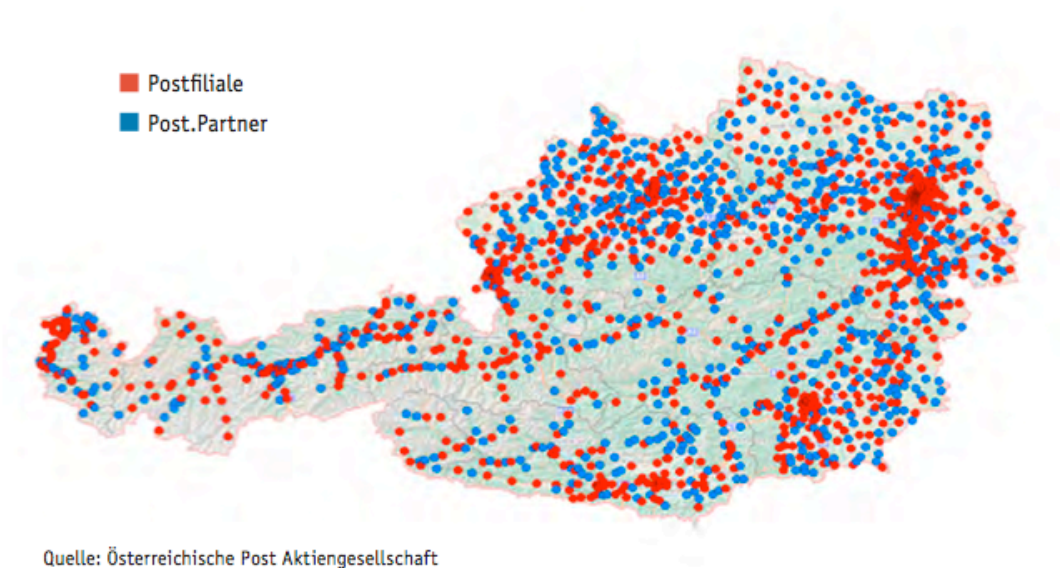 Postfiliale
Post.Partner
Quelle: Österreichische Post Aktiengesellschaft